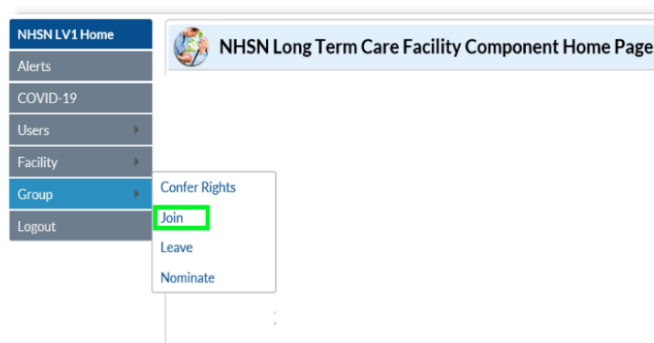 NHSN LV1 Home
NHSN Long Term Care Facility Component Home Page
Alerts
COVID-19
Users
Facility
Group
Logout
Confer Rights
Join
Leave
Nominate